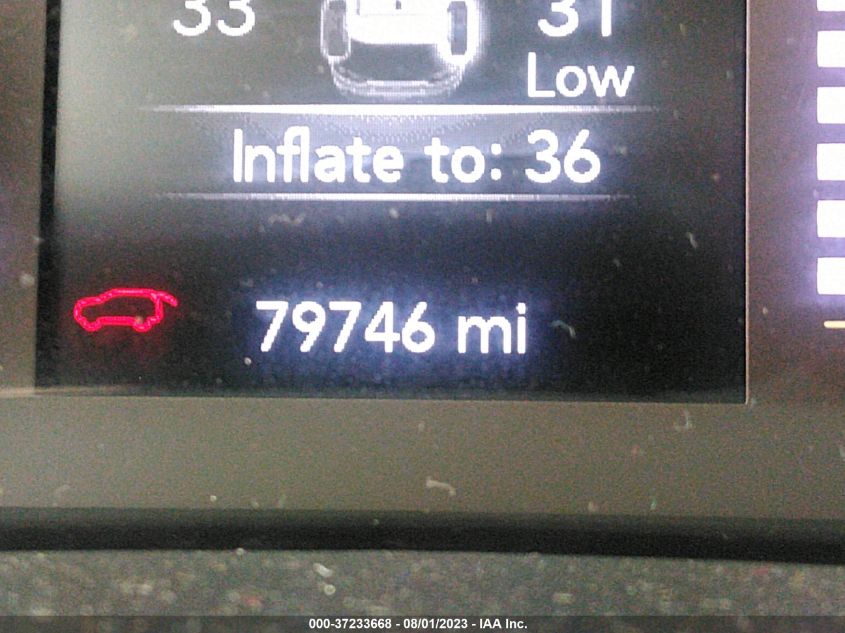 33 31
Low
Inflate to: 36
79746 mi
000-37233668 - 08/01/2023 - IAA Inc.